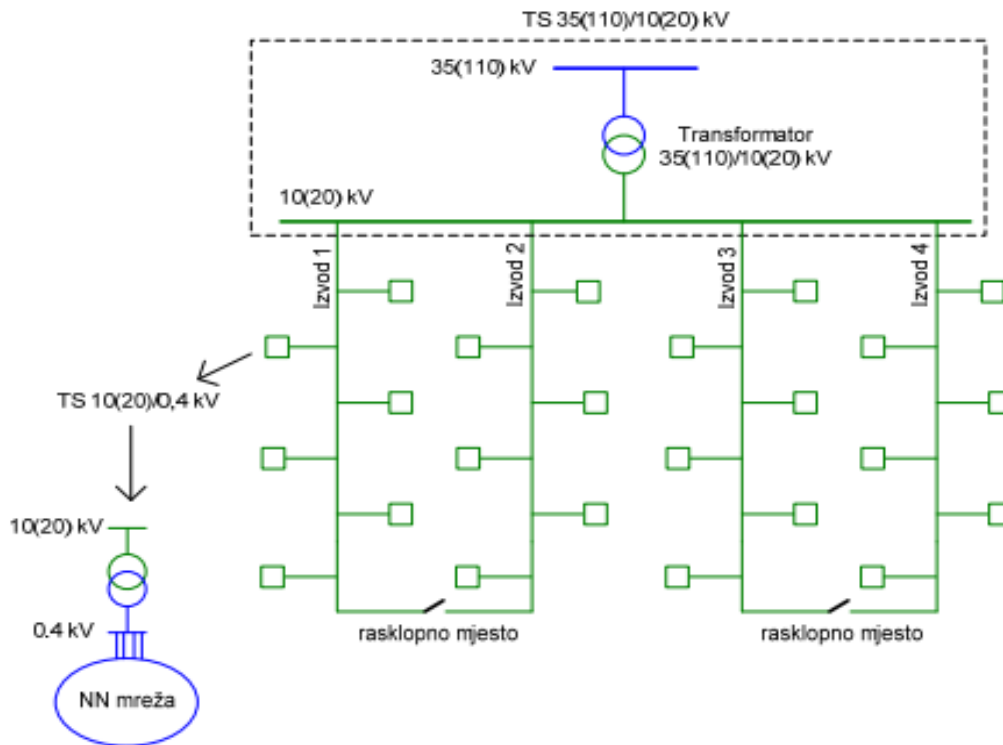 TS 35(110)/10(20) kV
35(110) kV
Transformator
35(110)/10(20) kV
10(20) kV
Izvod 1
Izvod 2
Izvod 3
Izvod 4
TS 10(20)/0,4 kV
10(20) kV
0.4 kV
NN mreža
rasklopno mjesto
rasklopno mjesto